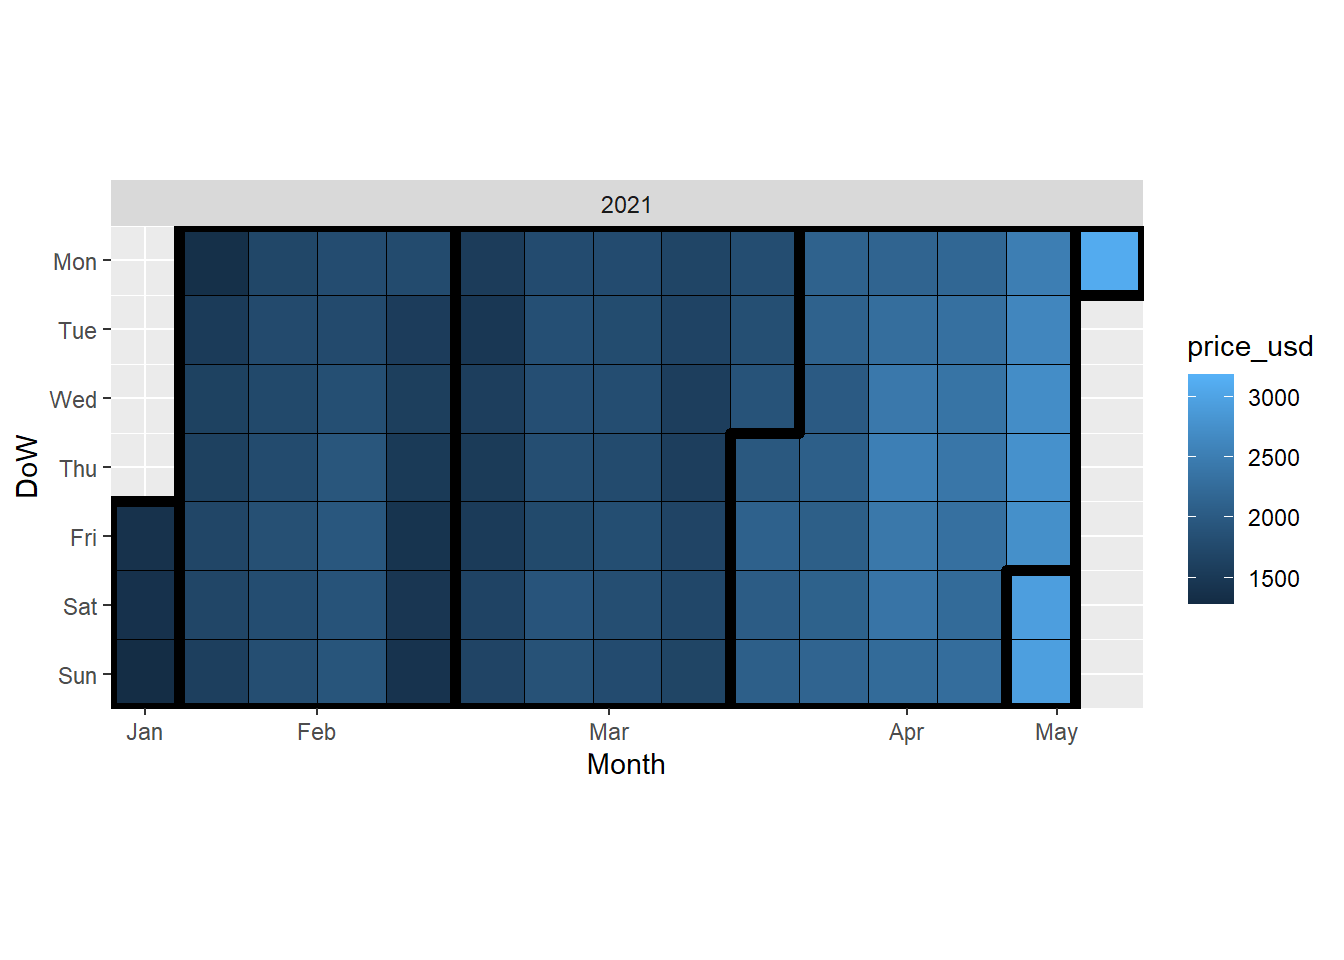 2021
Mon
Tue
Wed
Thu
Fri
Sat
Sun
DoW
Jan Feb Mar Apr May
Month
price_usd
3000
2500
2000
1500